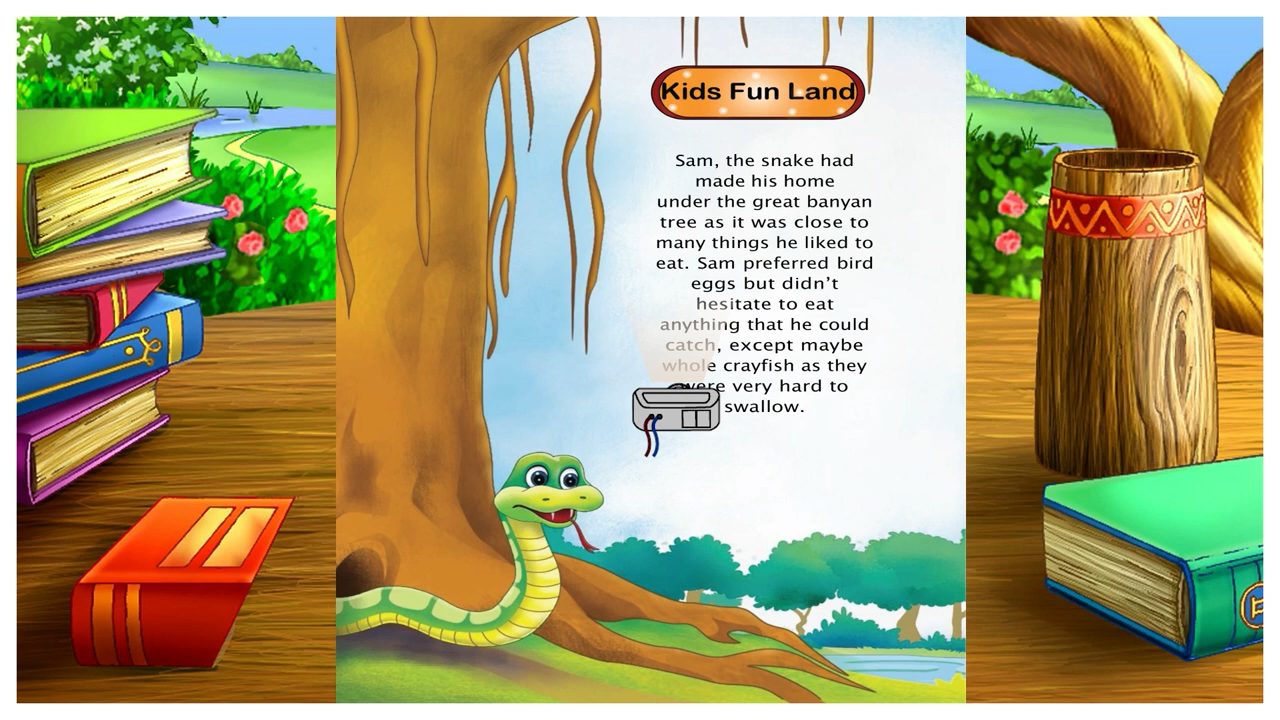 Kids Fun Land
Sam, the snake had
made his home
under the great banyan
tree as it was close to
many things he liked to
eat. Sam preferred bird
eggs but didn’t
hesitate to eat
anything that he could
catch, except maybe
whole crayfish as they
were very hard to
swallow.